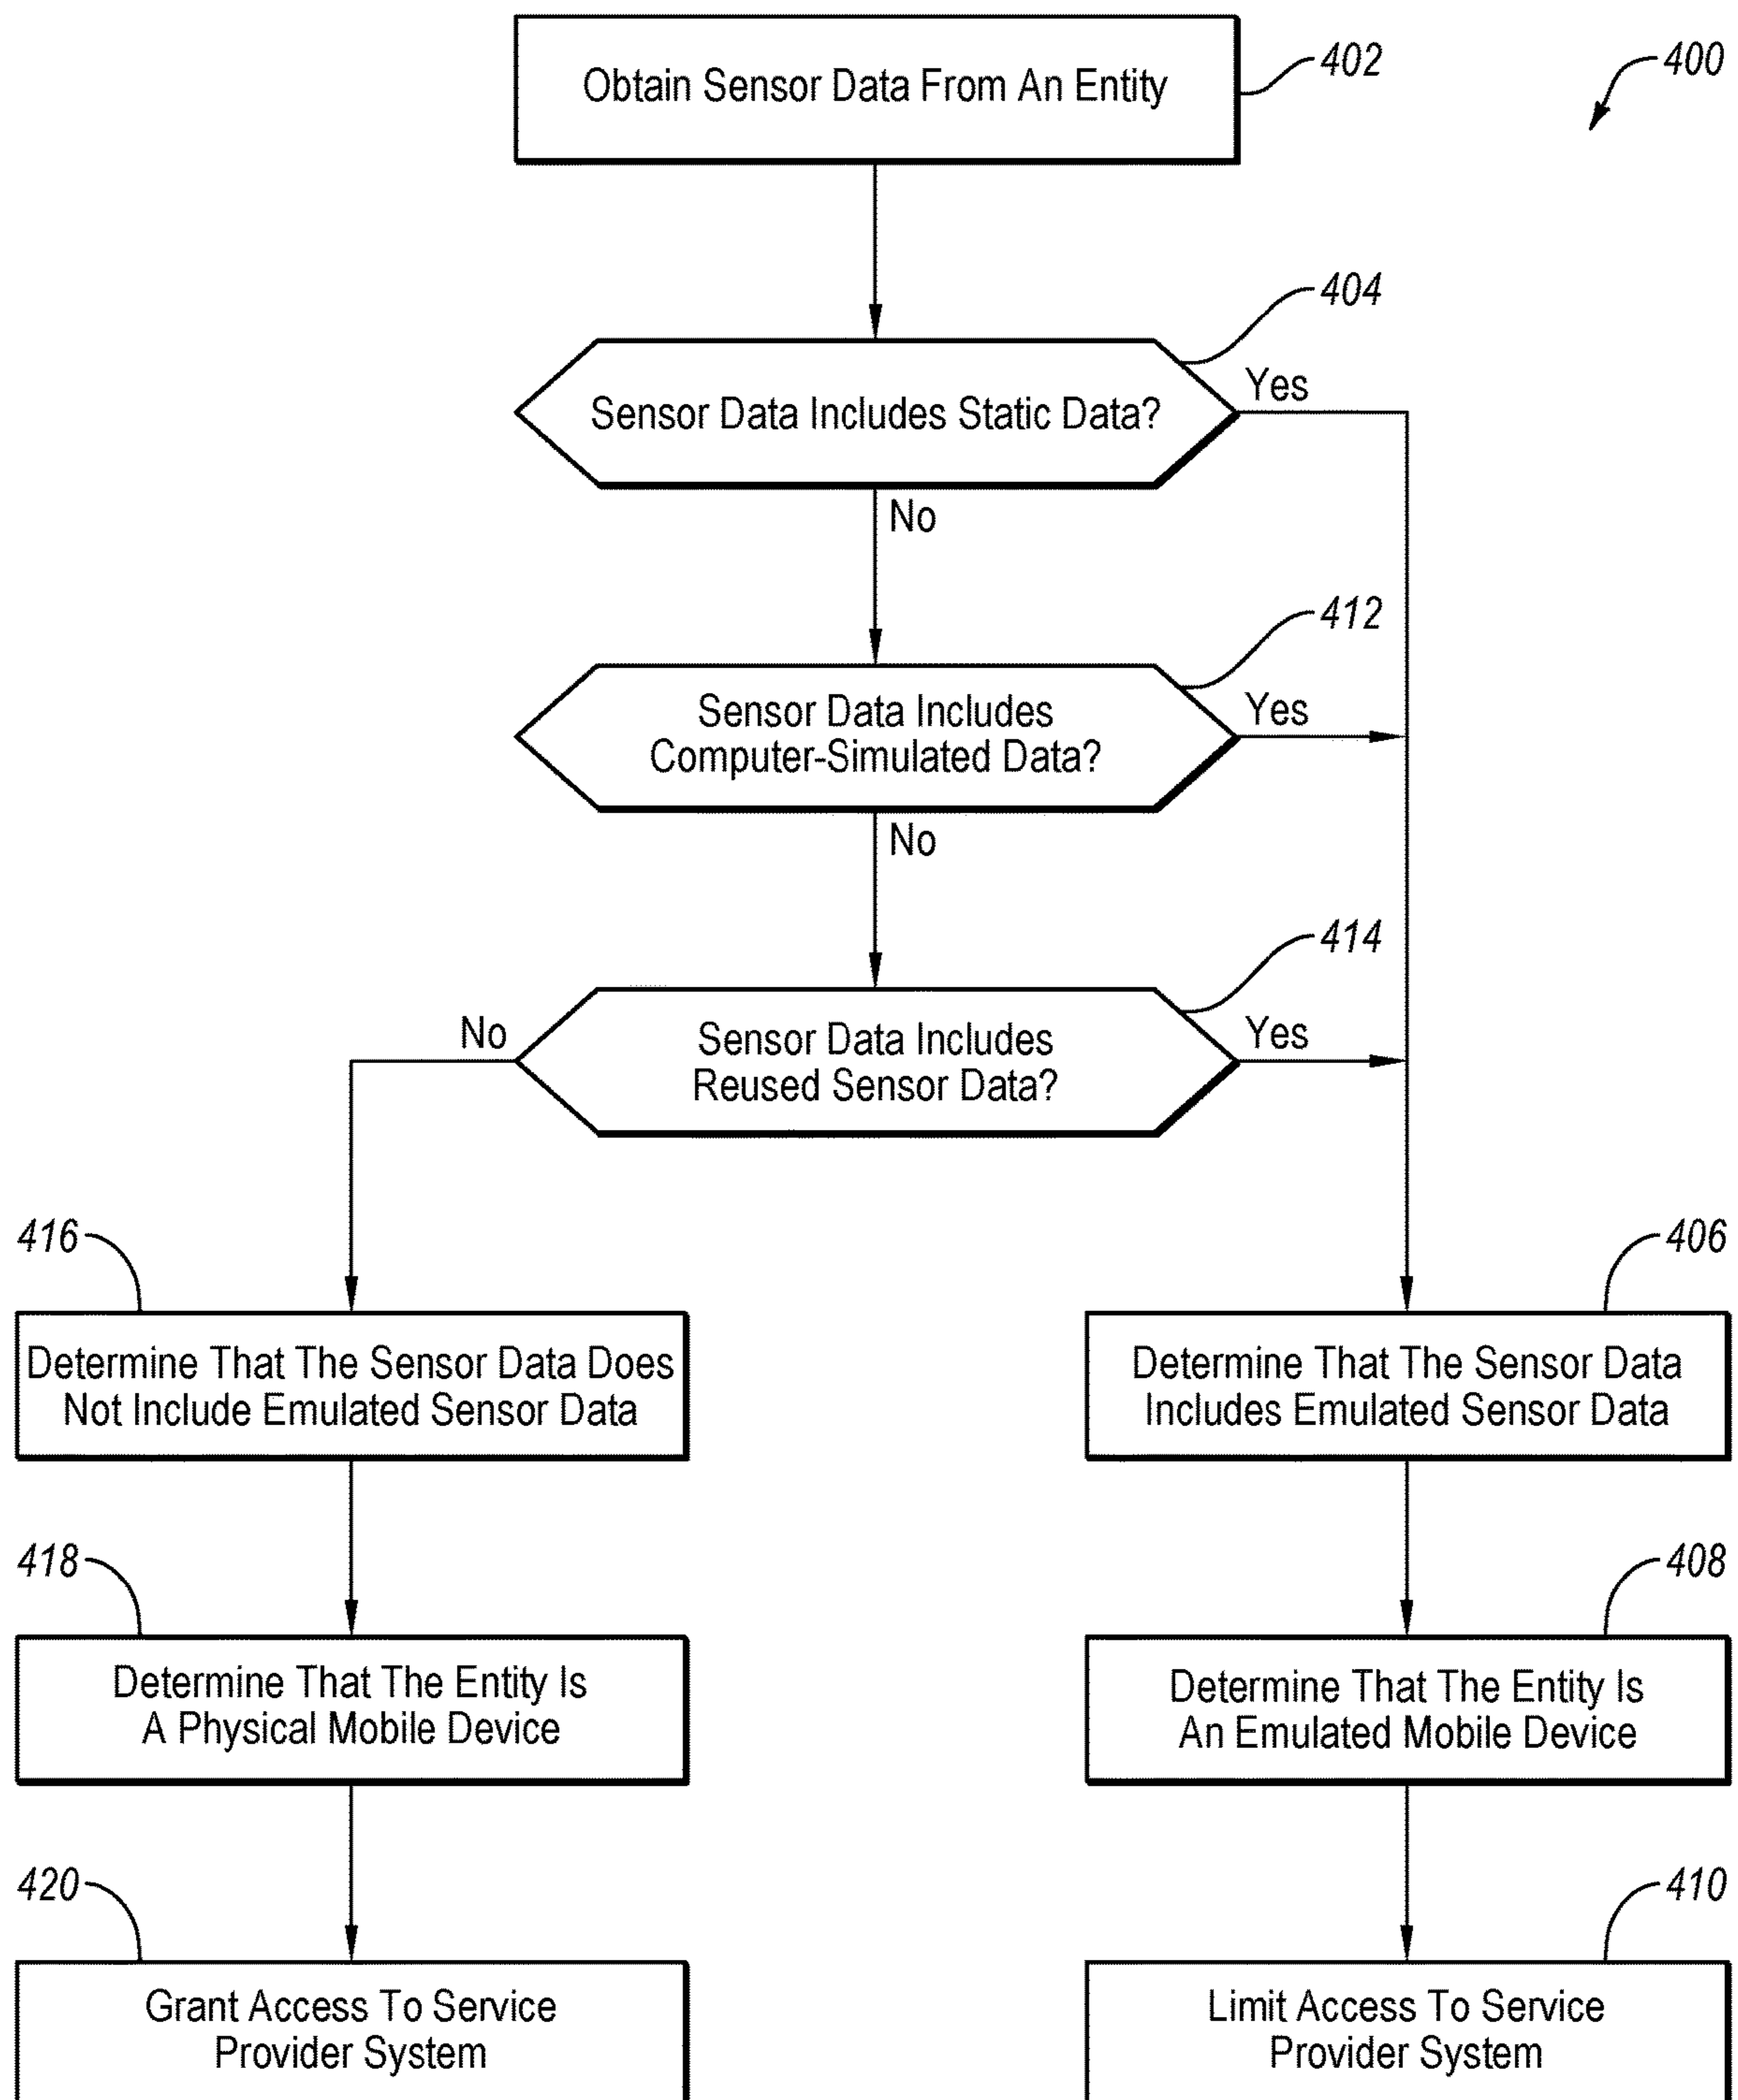 Obtain Sensor Data From An Entity
402
400
404
Sensor Data Includes Static Data?
Yes
No
412
Sensor Data Includes
Computer-Simulated Data?
Yes
No
414
No
Sensor Data Includes
Reused Sensor Data?
Yes
416
Determine That The Sensor Data Does
Not Include Emulated Sensor Data
406
Determine That The Sensor Data
Includes Emulated Sensor Data
418
Determine That The Entity Is
A Physical Mobile Device
408
Determine That The Entity Is
An Emulated Mobile Device
420
Grant Access To Service
Provider System
410
Limit Access To Service
Provider System